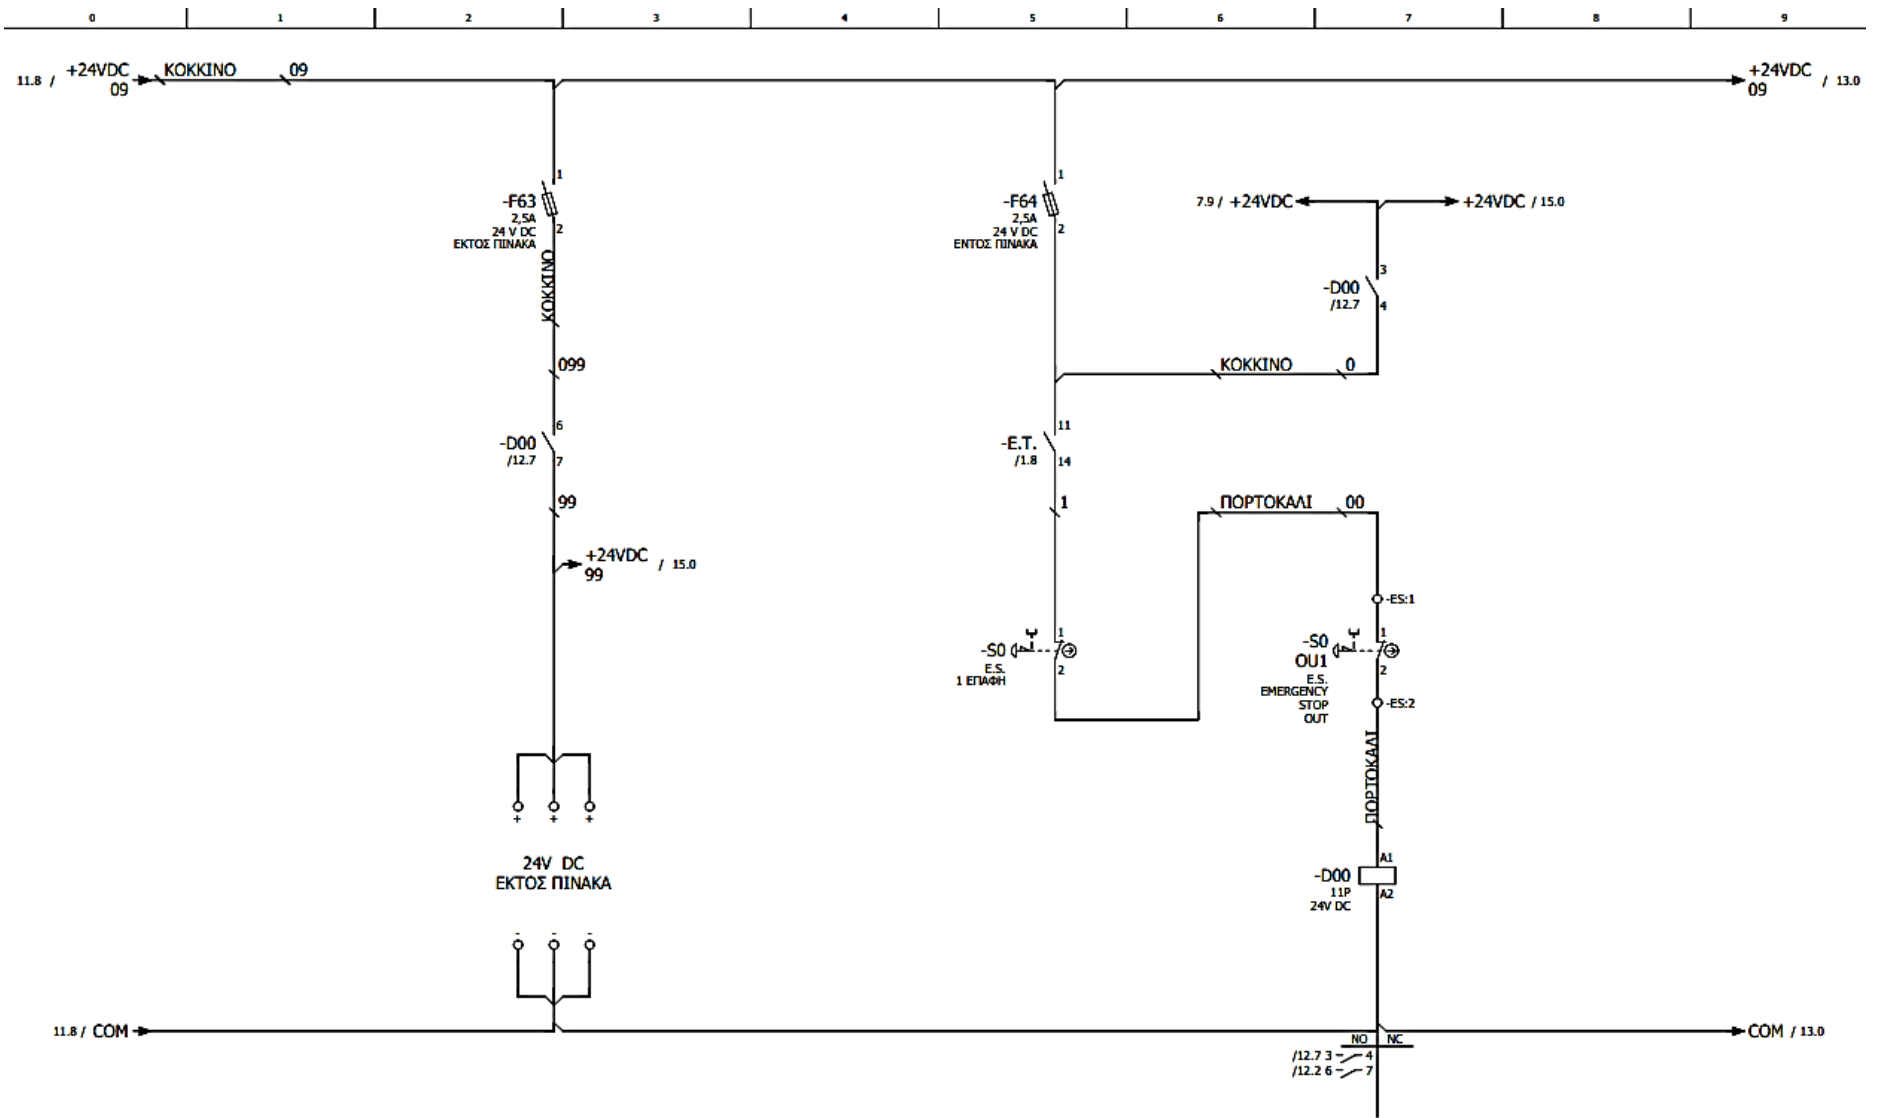 0 1 2 3 4 5 6 7 8 9
11.8 / +24VDC
09
ΚΟΚΚΙΝΟ
09
+24VDC / 13.0
09
1
-F63
2,5A
24 V DC
ΕΚΤΟΣ ΠΙΝΑΚΑ
2
ΚΟΚΚΙΝΟ
099
6
-D00
/12.7
7
99
+24VDC / 15.0
99
+ + +
24V DC
ΕΚΤΟΣ ΠΙΝΑΚΑ
- - -
1
-F64
2,5A
24 V DC
ΕΝΤΟΣ ΠΙΝΑΚΑ
2
7.9 / +24VDC
+24VDC / 15.0
3
-D00
/12.7
4
ΚΟΚΚΙΝΟ
0
11
-E.T.
/1.8
14
1
ΠΟΡΤΟΚΑΛΙ
00
1
-S0
E.S.
1 ΕΠΑΦΗ
2
-ES:1
1
-S0
OU1
E.S.
EMERGENCY
STOP
OUT
2
-ES:2
ΠΟΡΤΟΚΑΛΙ
A1
-D00
11P
24V DC
A2
11.8 / COM
COM / 13.0
NO NC
/12.7 3 4
/12.2 6 7